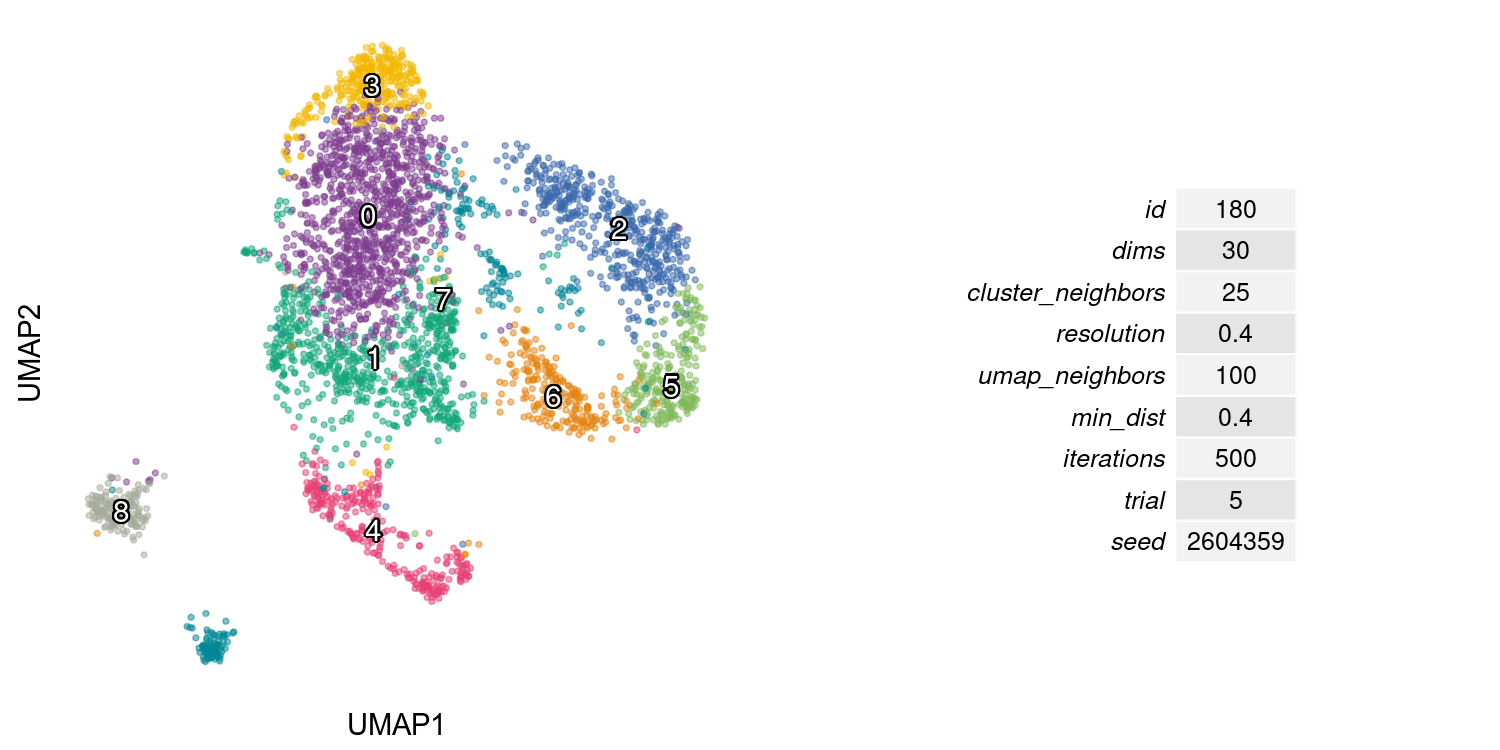 3
0
2
7
1
5
6
8
4
UMAP2
UMAP1
id 180
dims 30
cluster_neighbors 25
resolution 0.4
umap_neighbors 100
min_dist 0.4
iterations 500
trial 5
seed 2604359